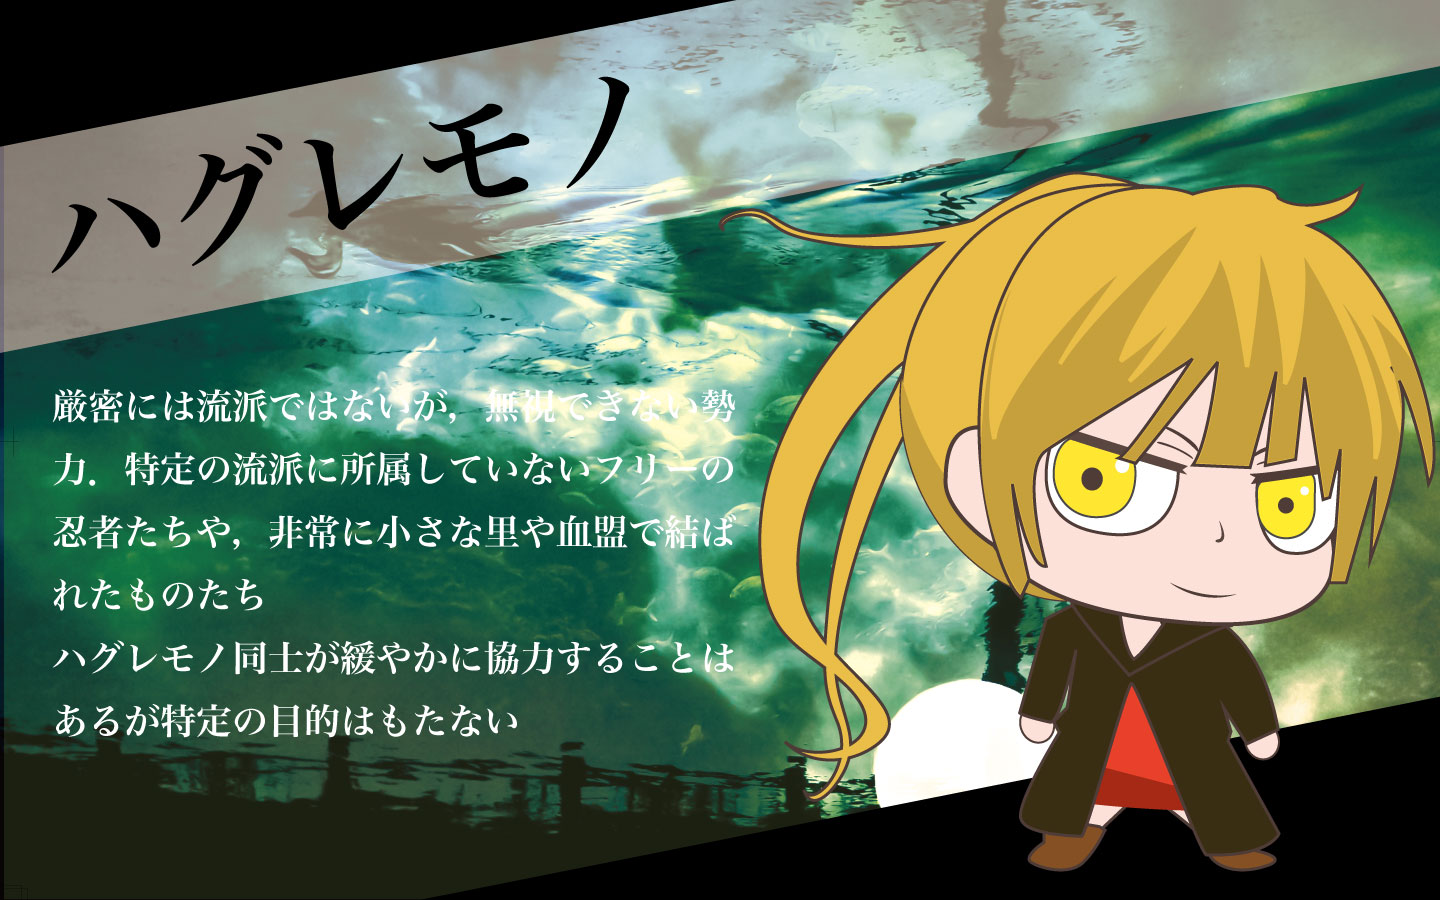 ハグレモノ
厳密には流派ではないが，無視できない勢
力．特定の流派に所属していないフリーの
忍者たちや，非常に小さな里や血盟で結ば
れたものたち
ハグレモノ同士が緩やかに協力することは
あるが特定の目的はもたない